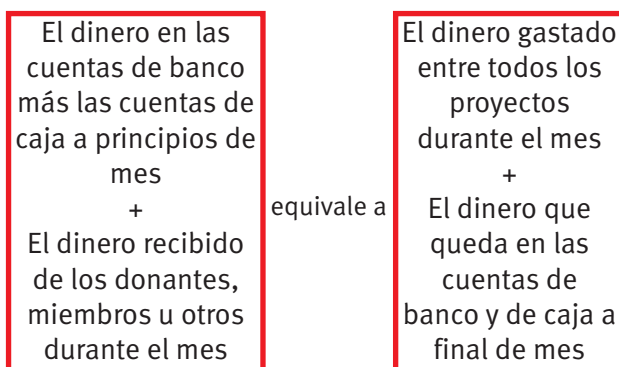 El dinero en las
cuentas de banco
más las cuentas de
caja a principios de
mes
+
El dinero recibido
de los donantes,
miembros u otros
durante el mes
equivale a
El dinero gastado
entre todos los
proyectos
durante el mes
+
El dinero que
queda en las
cuentas de
banco y de caja a
final de mes